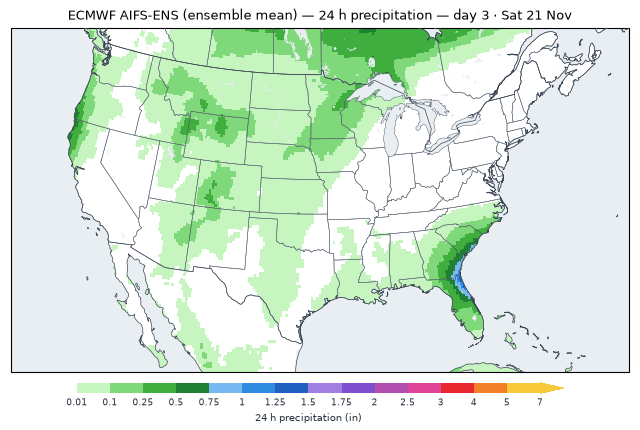 ECMWF AIFS-ENS (ensemble mean) — 24 h precipitation — day 3 · Sat 21 Nov
0.01 0.1 0.25 0.5 0.75 1 1.25 1.5 1.75 2 2.5 3 4 5 7
24 h precipitation (in)